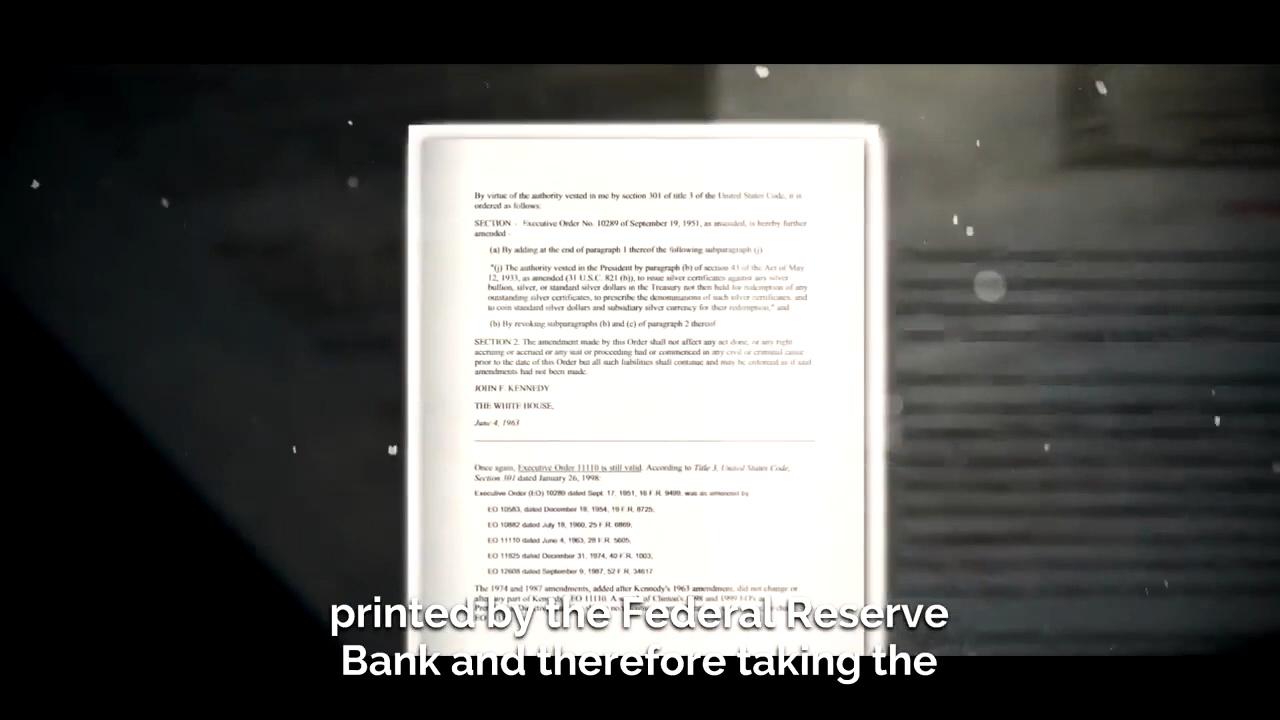 By virtue of the authority vested in me by section 301 of title 3 of the United States Code, it is
ordered as follows:
SECTION - Executive Order No. 10289 of September 19, 1951, as amended, is hereby further
amended -
(a) By adding at the end of paragraph 1 thereof the following subparagraph (j)
"(j) The authority vested in the President by paragraph (b) of section 43 of the Act of May
12, 1933, as amended (31 U.S.C. 821 (b)), to issue silver certificates against any silver
bullion, silver, or standard silver dollars in the Treasury not then held for redemption of any
outstanding silver certificates, to prescribe the denominations of such silver certificates, and
to coin standard silver dollars and subsidiary silver currency for their redemption," and
(b) By revoking subparagraphs (b) and (c) of paragraph 2 thereof
SECTION 2. The amendment made by this Order shall not affect any act done, or any right
accruing or accrued or any suit or proceeding had or commenced in any civil or criminal cause
prior to the date of this Order but all such liabilities shall continue and may be enforced as if said
amendments had not been made.
JOHN F. KENNEDY
THE WHITE HOUSE,
June 4, 1963
Once again, Executive Order 11110 is still valid. According to Title 3, United States Code,
Section 301 dated January 26, 1998:
Executive Order (EO) 10289 dated Sept. 17, 1951, 16 F.R. 9499, was as amended by
EO 10583, dated December 18, 1954, 19 F.R. 8725,
EO 10882 dated July 18, 1960, 25 F.R. 6869,
EO 11110 dated June 4, 1963, 28 F.R. 5605,
EO 11825 dated December 31, 1974, 40 F.R. 1003,
EO 12608 dated September 9, 1987, 52 F.R. 34617
The 1974 and 1987 amendments, added after Kennedy's 1963 amendment, did not change or
printed by the Federal Reserve
Bank and therefore taking the